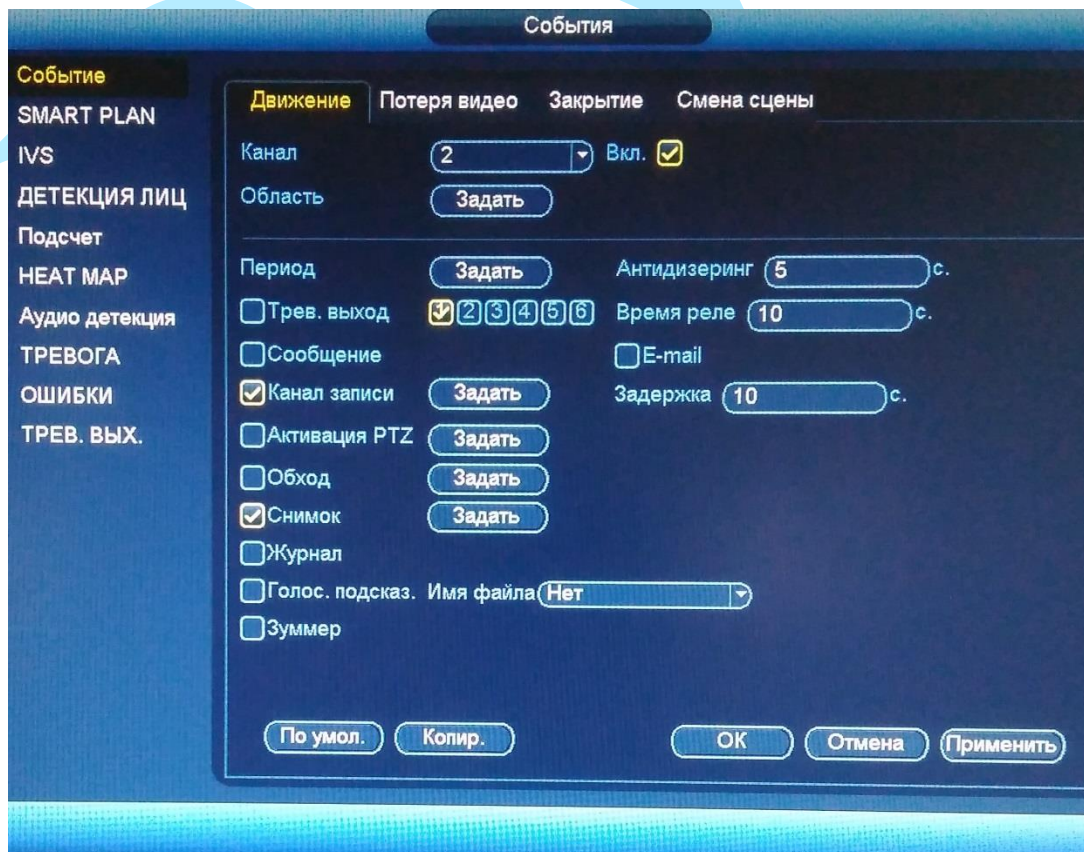 События
Событие
SMART PLAN
IVS
ДЕТЕКЦИЯ ЛИЦ
Подсчет
HEAT MAP
Аудио детекция
ТРЕВОГА
ОШИБКИ
ТРЕВ. ВЫХ.
Движение Потеря видео Закрытие Смена сцены
Канал 2 Вкл.
Область Задать
Период Задать Антидизеринг 5 с.
Трев. выход 1 2 3 4 5 6 Время реле 10 с.
Сообщение E-mail
Канал записи Задать Задержка 10 с.
Активация PTZ Задать
Обход Задать
Снимок Задать
Журнал
Голос. подсказ. Имя файла Нет
Зуммер
По умол. Копир. OK Отмена Применить